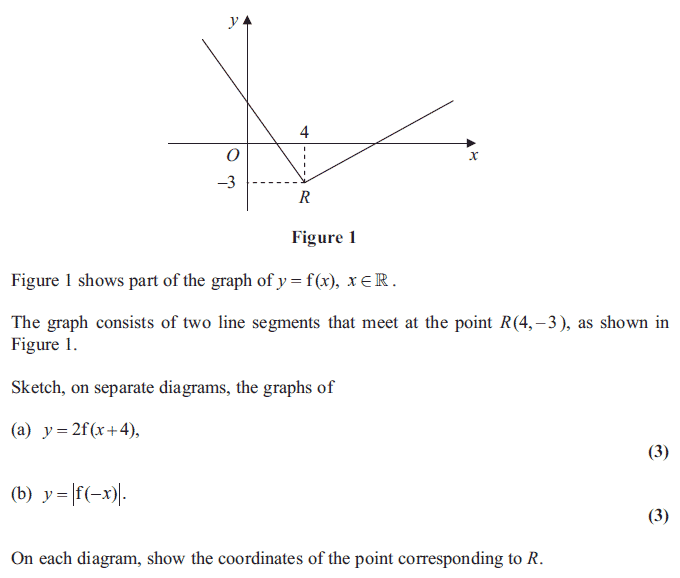 y
4
O
x
–3
R
Figure 1
Figure 1 shows part of the graph of y = f(x), x ∈ ℝ.
The graph consists of two line segments that meet at the point R(4, –3), as shown in
Figure 1.
Sketch, on separate diagrams, the graphs of
(a) y = 2f(x + 4),
(3)
(b) y = |f(–x)|.
(3)
On each diagram, show the coordinates of the point corresponding to R.